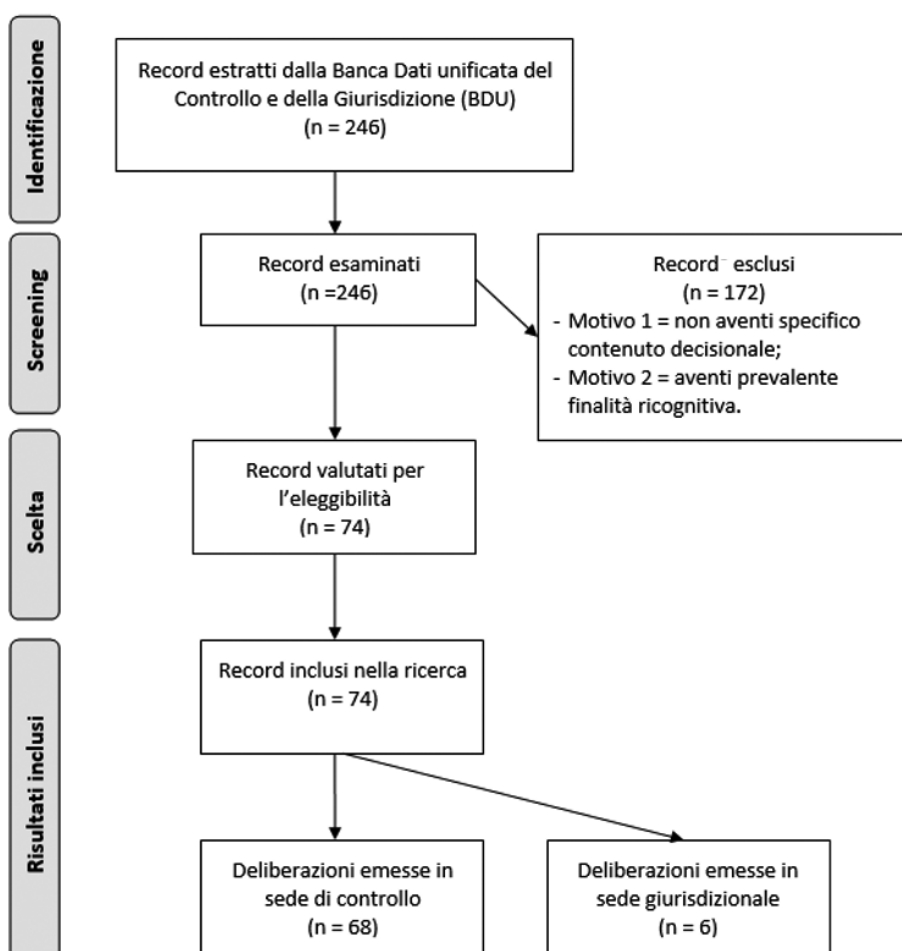 Identificazione
Record estratti dalla Banca Dati unificata del
Controllo e della Giurisdizione (BDU)
(n = 246)
Screening
Record esaminati
(n =246)
Record esclusi
(n = 172)
- Motivo 1 = non aventi specifico
contenuto decisionale;
- Motivo 2 = aventi prevalente
finalità ricognitiva.
Scelta
Record valutati per
l'eleggibilità
(n = 74)
Risultati inclusi
Record inclusi nella ricerca
(n = 74)
Deliberazioni emesse in
sede di controllo
(n = 68)
Deliberazioni emesse in
sede giurisdizionale
(n = 6)